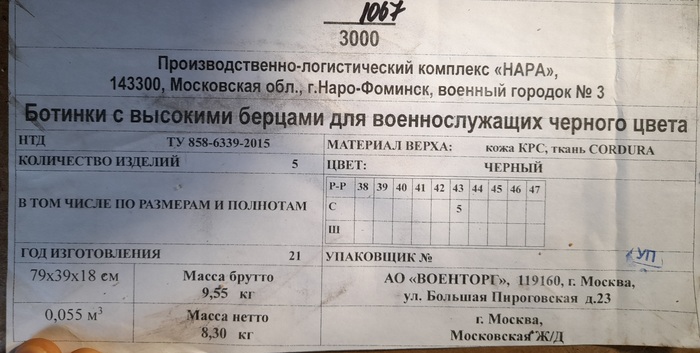 1067
3000
Производственно-логистический комплекс «НАРА»,
143300, Московская обл., г.Наро-Фоминск, военный городок № 3
Ботинки с высокими берцами для военнослужащих черного цвета
НТД ТУ 858-6339-2015
КОЛИЧЕСТВО ИЗДЕЛИЙ 5
В ТОМ ЧИСЛЕ ПО РАЗМЕРАМ И ПОЛНОТАМ
ГОД ИЗГОТОВЛЕНИЯ 21
МАТЕРИАЛ ВЕРХА: кожа КРС, ткань CORDURA
ЦВЕТ: ЧЕРНЫЙ
Р-Р 38 39 40 41 42 43 44 45 46 47
С 5
Ш
УПАКОВЩИК № УП
79х39х18 см
Масса брутто
9,55 кг
0,055 м³
Масса нетто
8,30 кг
АО «ВОЕНТОРГ», 119160, г. Москва,
ул. Большая Пироговская д.23
г. Москва,
Московская Ж/Д